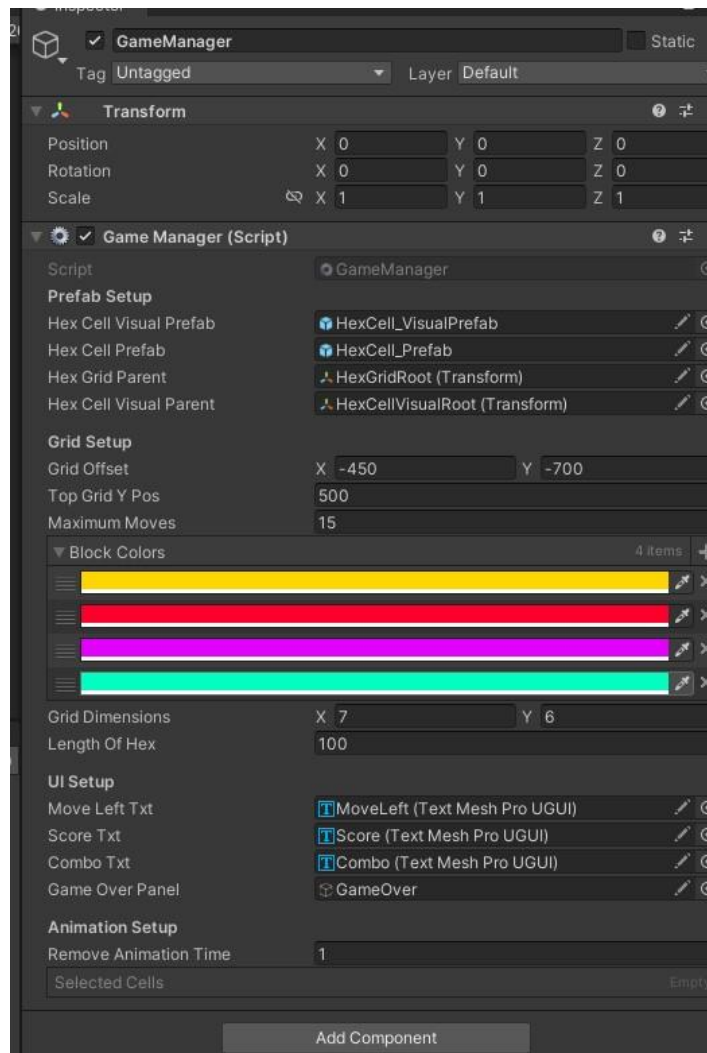 Inspector
GameManager Static
Tag Untagged Layer Default
Transform
Position X 0 Y 0 Z 0
Rotation X 0 Y 0 Z 0
Scale X 1 Y 1 Z 1
Game Manager (Script)
Script GameManager
Prefab Setup
Hex Cell Visual Prefab HexCell_VisualPrefab
Hex Cell Prefab HexCell_Prefab
Hex Grid Parent HexGridRoot (Transform)
Hex Cell Visual Parent HexCellVisualRoot (Transform)
Grid Setup
Grid Offset X -450 Y -700
Top Grid Y Pos 500
Maximum Moves 15
Block Colors 4 items
Grid Dimensions X 7 Y 6
Length Of Hex 100
UI Setup
Move Left Txt MoveLeft (Text Mesh Pro UGUI)
Score Txt Score (Text Mesh Pro UGUI)
Combo Txt Combo (Text Mesh Pro UGUI)
Game Over Panel GameOver
Animation Setup
Remove Animation Time 1
Selected Cells Empty
Add Component